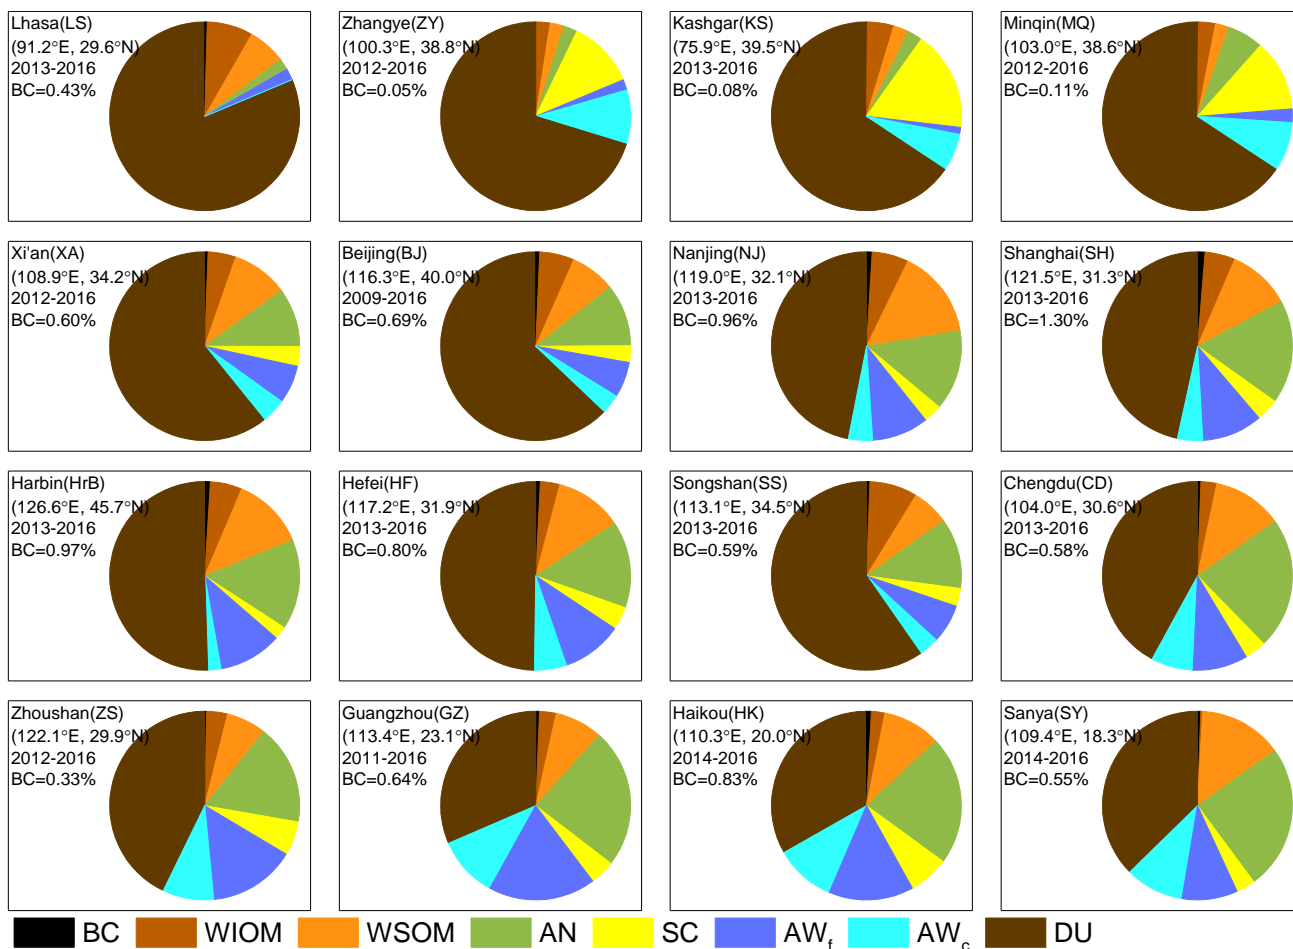 Lhasa(LS)
(91.2°E, 29.6°N)
2013-2016
BC=0.43%
Zhangye(ZY)
(100.3°E, 38.8°N)
2012-2016
BC=0.05%
Kashgar(KS)
(75.9°E, 39.5°N)
2013-2016
BC=0.08%
Minqin(MQ)
(103.0°E, 38.6°N)
2012-2016
BC=0.11%
Xi'an(XA)
(108.9°E, 34.2°N)
2012-2016
BC=0.60%
Beijing(BJ)
(116.3°E, 40.0°N)
2009-2016
BC=0.69%
Nanjing(NJ)
(119.0°E, 32.1°N)
2013-2016
BC=0.96%
Shanghai(SH)
(121.5°E, 31.3°N)
2013-2016
BC=1.30%
Harbin(HrB)
(126.6°E, 45.7°N)
2013-2016
BC=0.97%
Hefei(HF)
(117.2°E, 31.9°N)
2013-2016
BC=0.80%
Songshan(SS)
(113.1°E, 34.5°N)
2013-2016
BC=0.59%
Chengdu(CD)
(104.0°E, 30.6°N)
2013-2016
BC=0.58%
Zhoushan(ZS)
(122.1°E, 29.9°N)
2012-2016
BC=0.33%
Guangzhou(GZ)
(113.4°E, 23.1°N)
2011-2016
BC=0.64%
Haikou(HK)
(110.3°E, 20.0°N)
2014-2016
BC=0.83%
Sanya(SY)
(109.4°E, 18.3°N)
2014-2016
BC=0.55%
BC WIOM WSOM AN SC AWf AWc DU